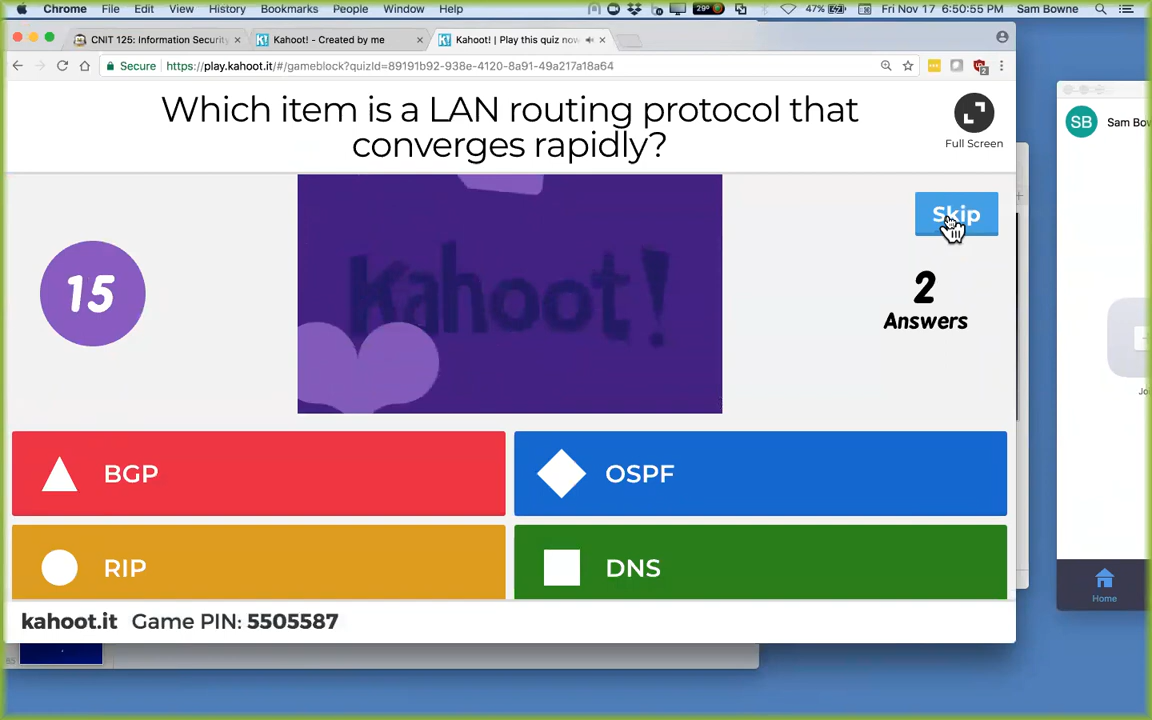 Chrome File Edit View History Bookmarks People Window Help 29° 47% Fri Nov 17 6:50:55 PM Sam Bowne
CNIT 125: Information Security × Kahoot! - Created by me × Kahoot! | Play this quiz now ×
Secure https://play.kahoot.it/#/gameblock?quizId=89191b92-938e-4120-8a91-49a217a18a64 2
Which item is a LAN routing protocol that
converges rapidly?
Full Screen
SB Sam Bow
Skip
15
Kahoot!
2
Answers
BGP
OSPF
RIP
DNS
Home
kahoot.it Game PIN: 5505587